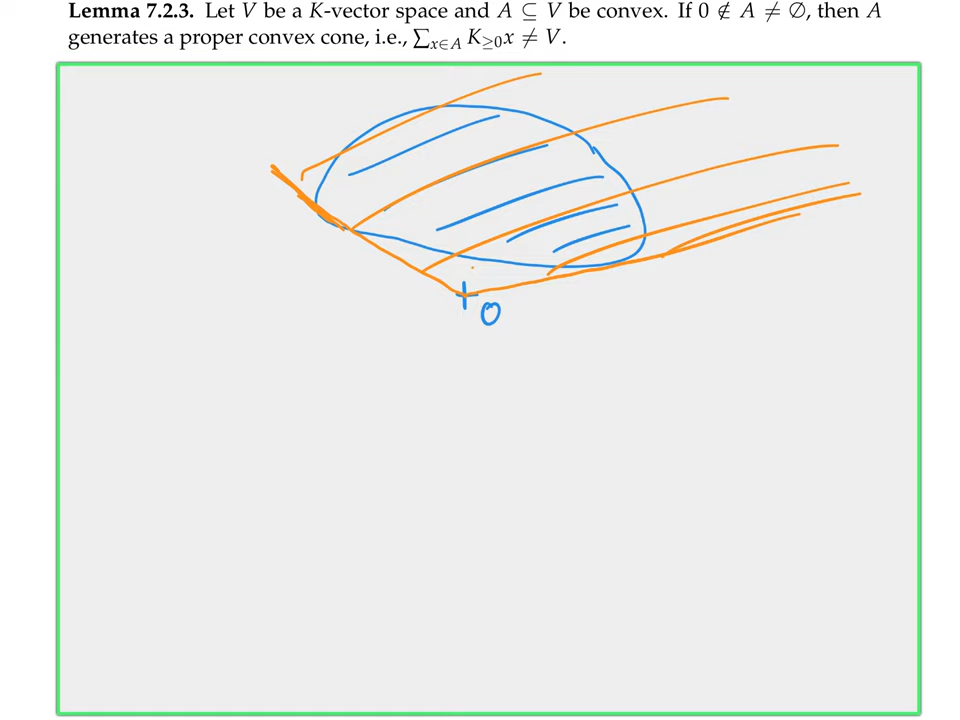 Lemma 7.2.3. Let V be a K-vector space and A ⊆ V be convex. If 0 ∉ A ≠ ∅, then A
generates a proper convex cone, i.e., ∑_{x∈A} K_{≥0}x ≠ V.
0